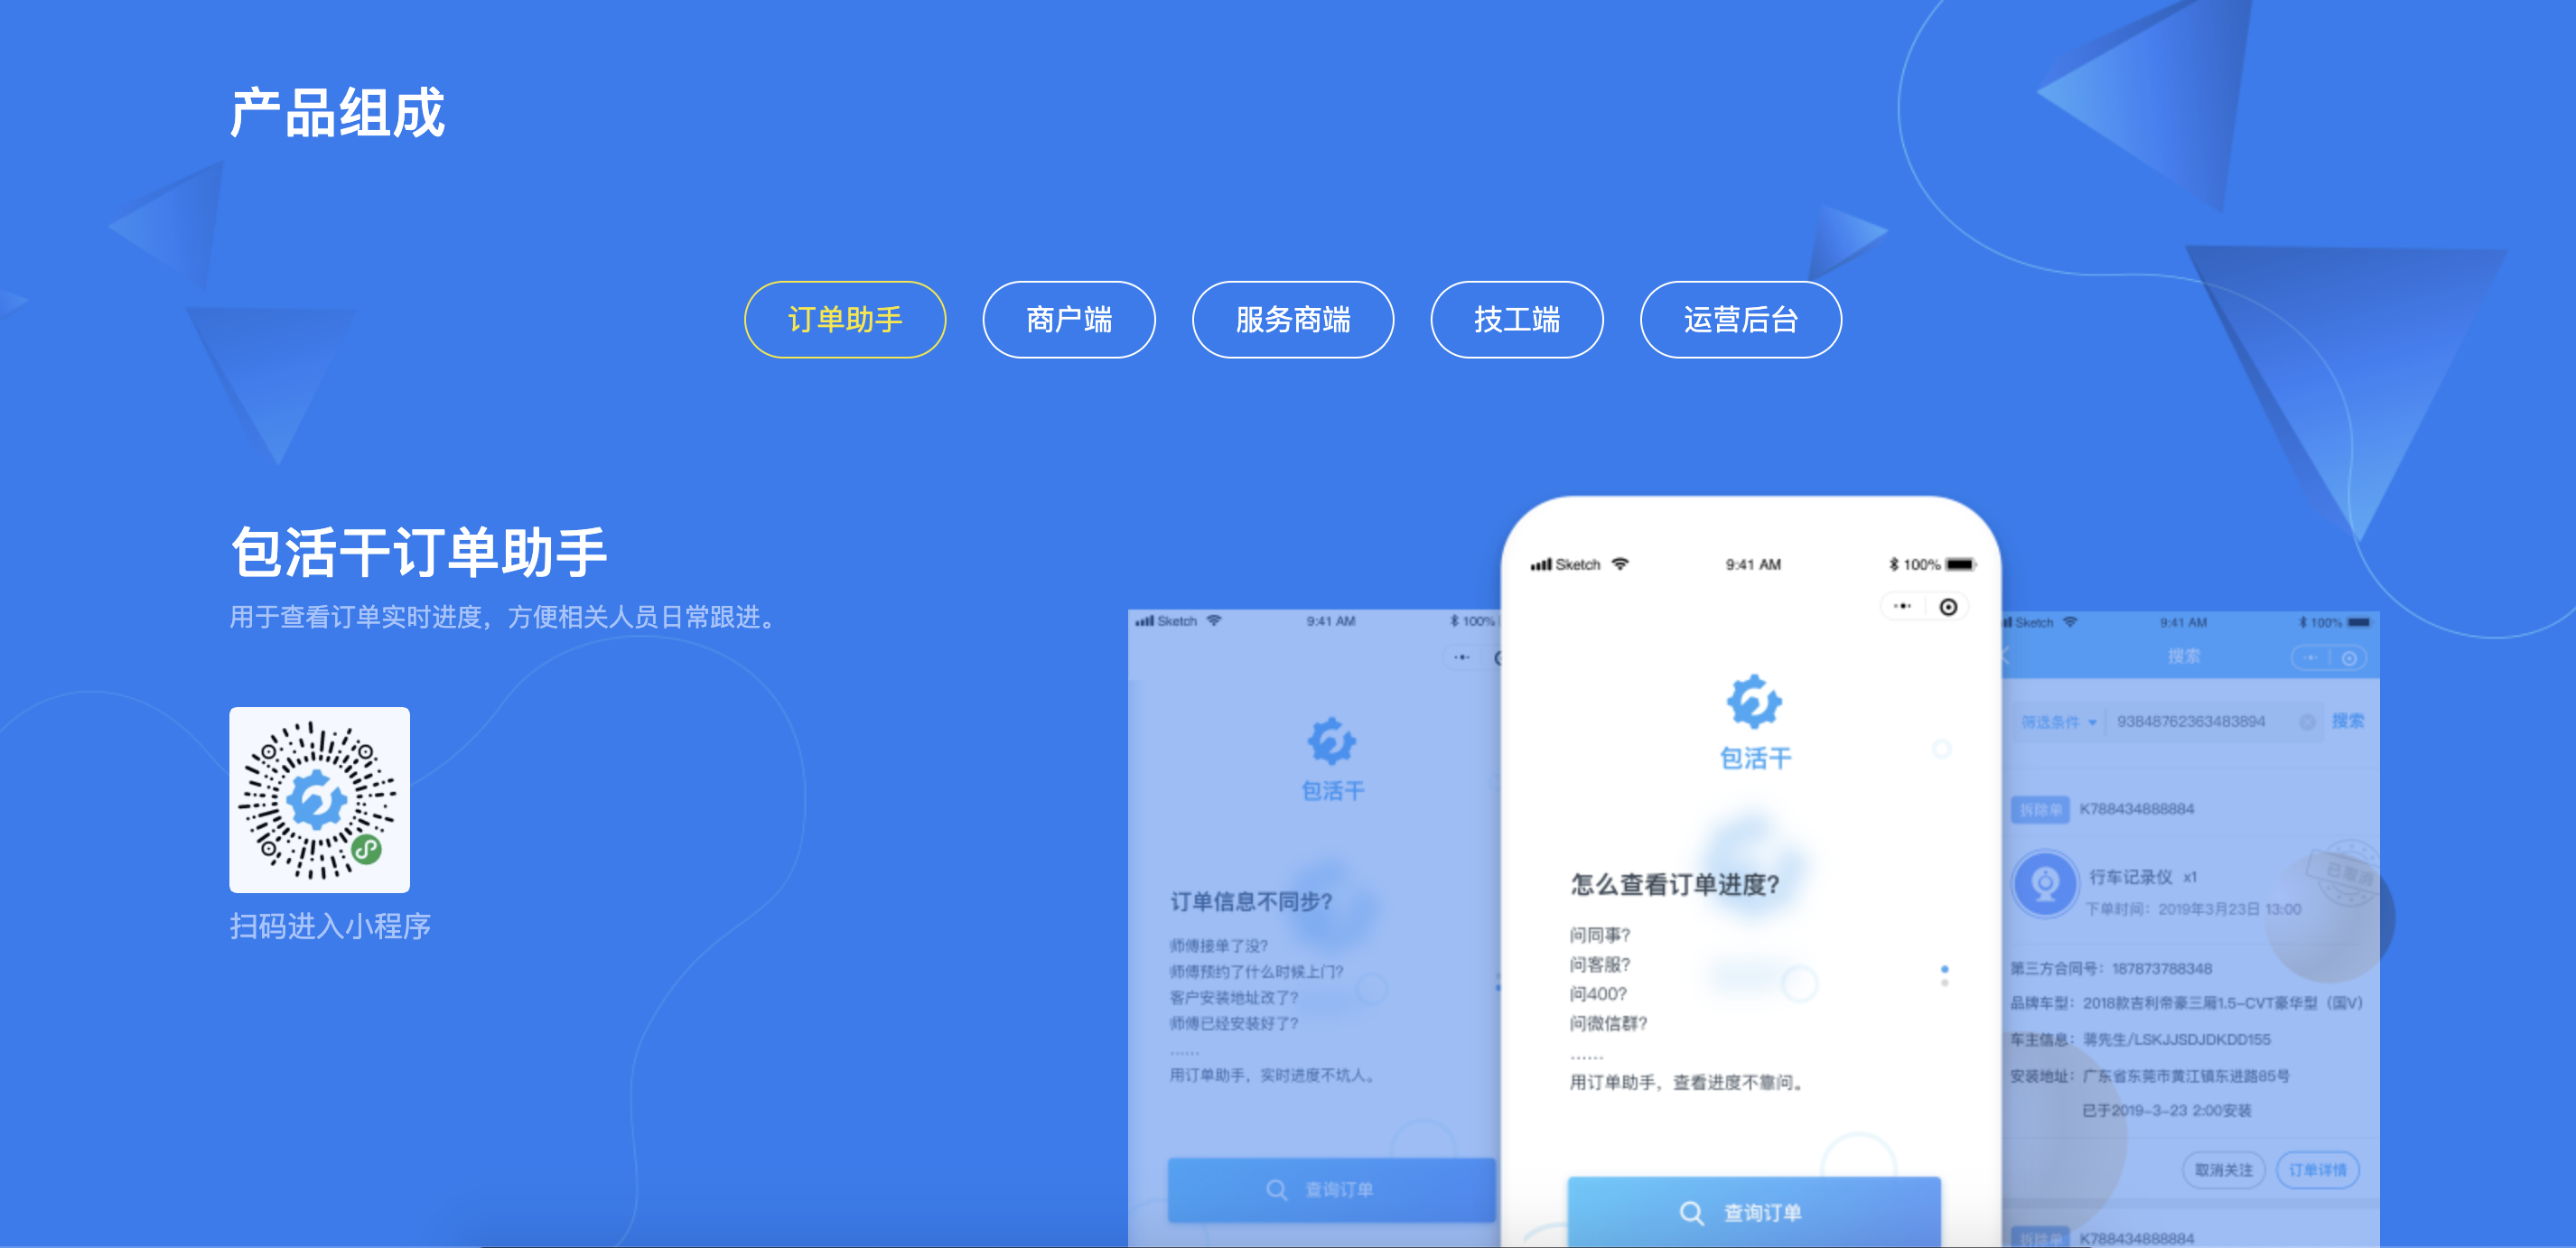 产品组成
订单助手
商户端
服务商端
技工端
运营后台
包活干订单助手
用于查看订单实时进度，方便相关人员日常跟进。
扫码进入小程序
Sketch 9:41 AM 100%
包活干
订单信息不同步?
师傅接单了没?
师傅预约了什么时候上门?
客户安装地址改了?
师傅已经安装好了?
......
用订单助手，实时进度不坑人。
查询订单
Sketch 9:41 AM 100%
包活干
怎么查看订单进度?
问同事?
问客服?
问400?
问微信群?
......
用订单助手，查看进度不靠问。
查询订单
Sketch 9:41 AM 100%
搜索
筛选条件 93848762363483894 搜索
拆除单 K788434888884
行车记录仪 x1
已取消
下单时间：2019年3月23日 13:00
第三方合同号：187873788348
品牌车型：2018款吉利帝豪三厢1.5-CVT豪华型（国V）
车主信息：蒋先生/LSKJJSDJDKDD155
安装地址：广东省东莞市黄江镇东进路85号
已于2019-3-23 2:00安装
取消关注 订单详情
拆除单 K788434888884